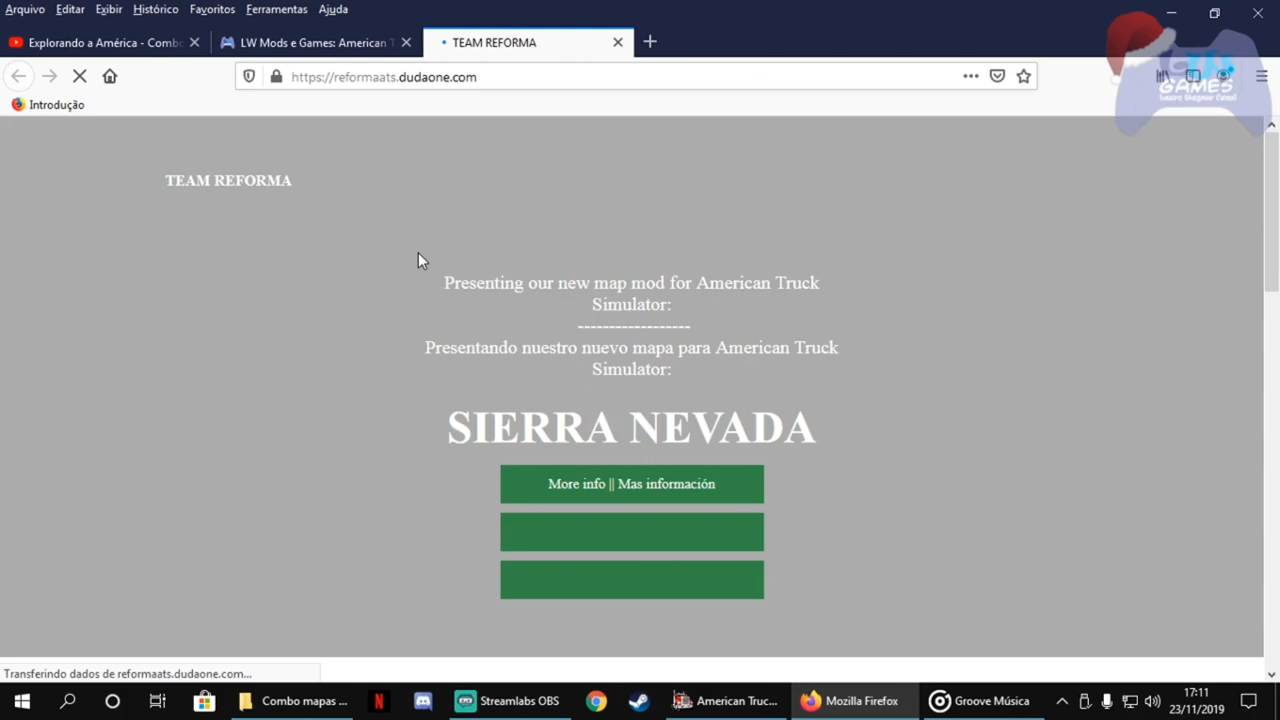 Arquivo Editar Exibir Histórico Favoritos Ferramentas Ajuda
Explorando a América - Combo
LW Mods e Games: American T
TEAM REFORMA
https://reformaats.dudaone.com
GAMES
Introdução
TEAM REFORMA
Presenting our new map mod for American Truck
Simulator:
------------------
Presentando nuestro nuevo mapa para American Truck
Simulator:
SIERRA NEVADA
More info || Mas información
Transferindo dados de reformaats.dudaone.com...
Combo mapas ...
Streamlabs OBS
American Truc...
Mozilla Firefox
Groove Música
17:11
23/11/2019